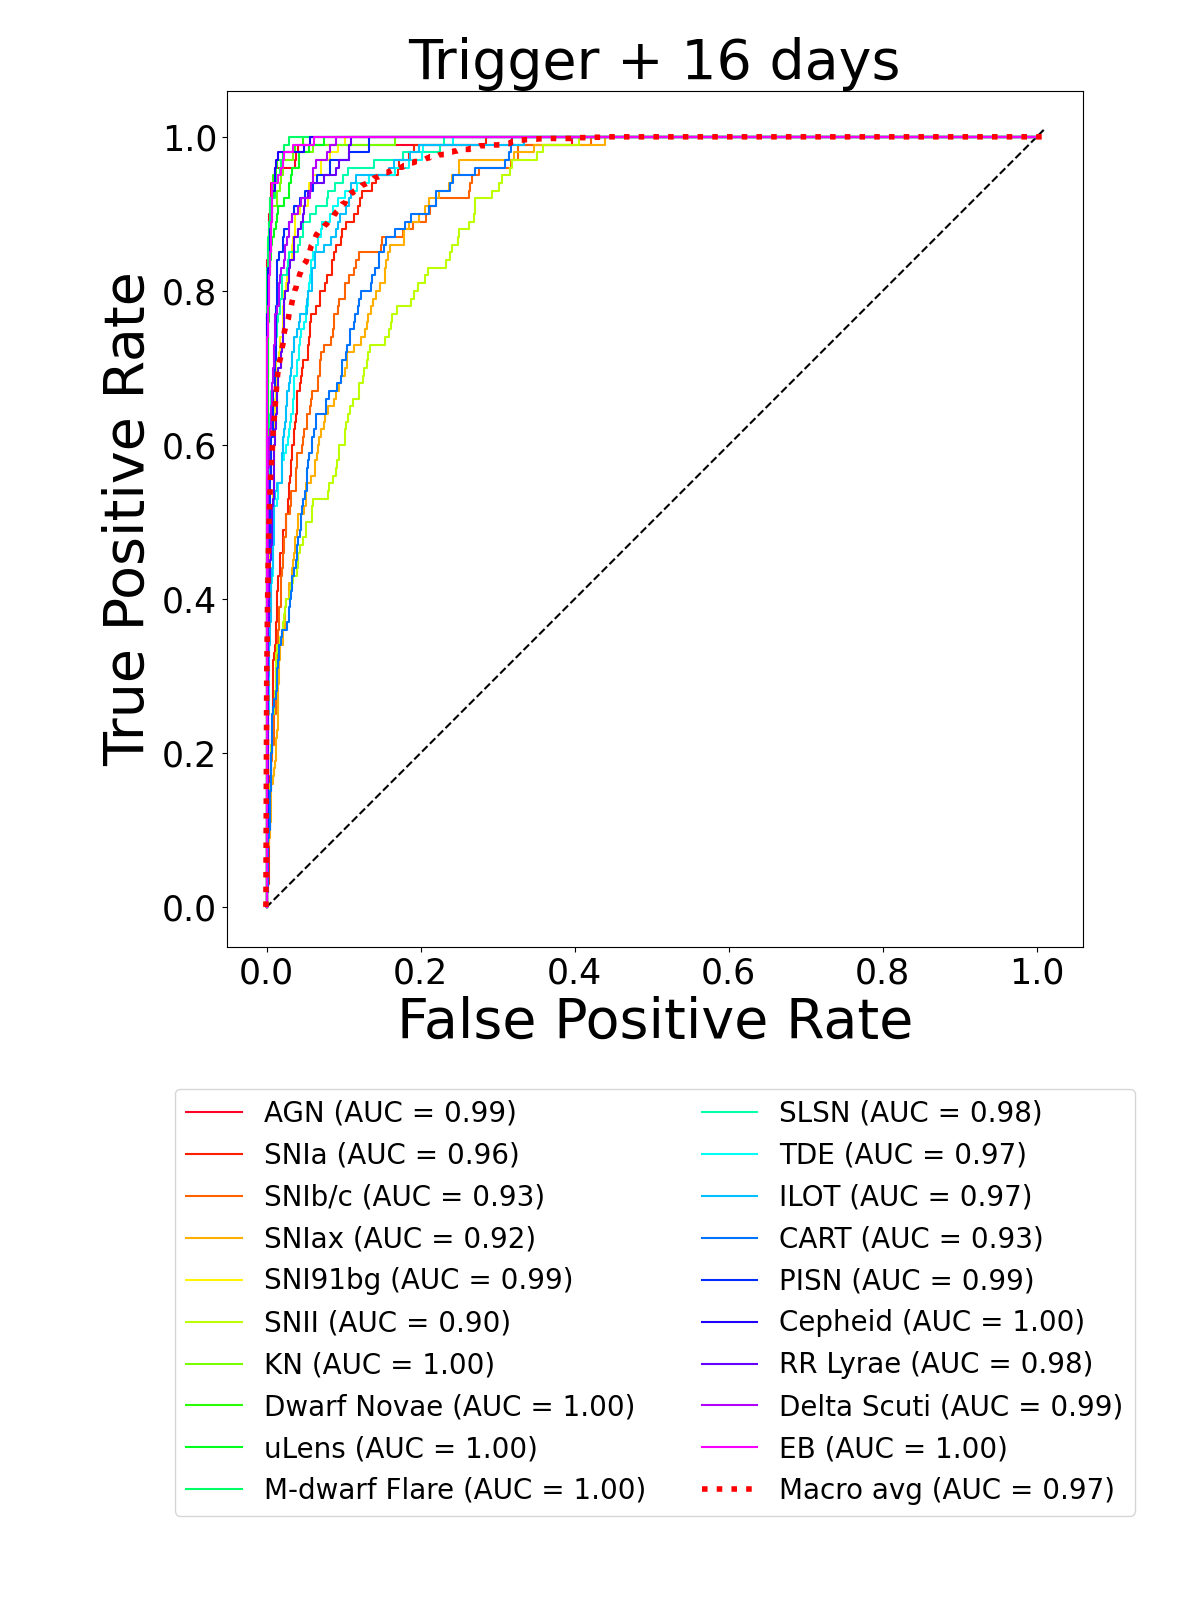 Trigger + 16 days
1.0
0.8
0.6
0.4
0.2
0.0
True Positive Rate
0.0 0.2 0.4 0.6 0.8 1.0
False Positive Rate
AGN (AUC = 0.99)
SNIa (AUC = 0.96)
SNIb/c (AUC = 0.93)
SNIax (AUC = 0.92)
SNI91bg (AUC = 0.99)
SNII (AUC = 0.90)
KN (AUC = 1.00)
Dwarf Novae (AUC = 1.00)
uLens (AUC = 1.00)
M-dwarf Flare (AUC = 1.00)
SLSN (AUC = 0.98)
TDE (AUC = 0.97)
ILOT (AUC = 0.97)
CART (AUC = 0.93)
PISN (AUC = 0.99)
Cepheid (AUC = 1.00)
RR Lyrae (AUC = 0.98)
Delta Scuti (AUC = 0.99)
EB (AUC = 1.00)
Macro avg (AUC = 0.97)